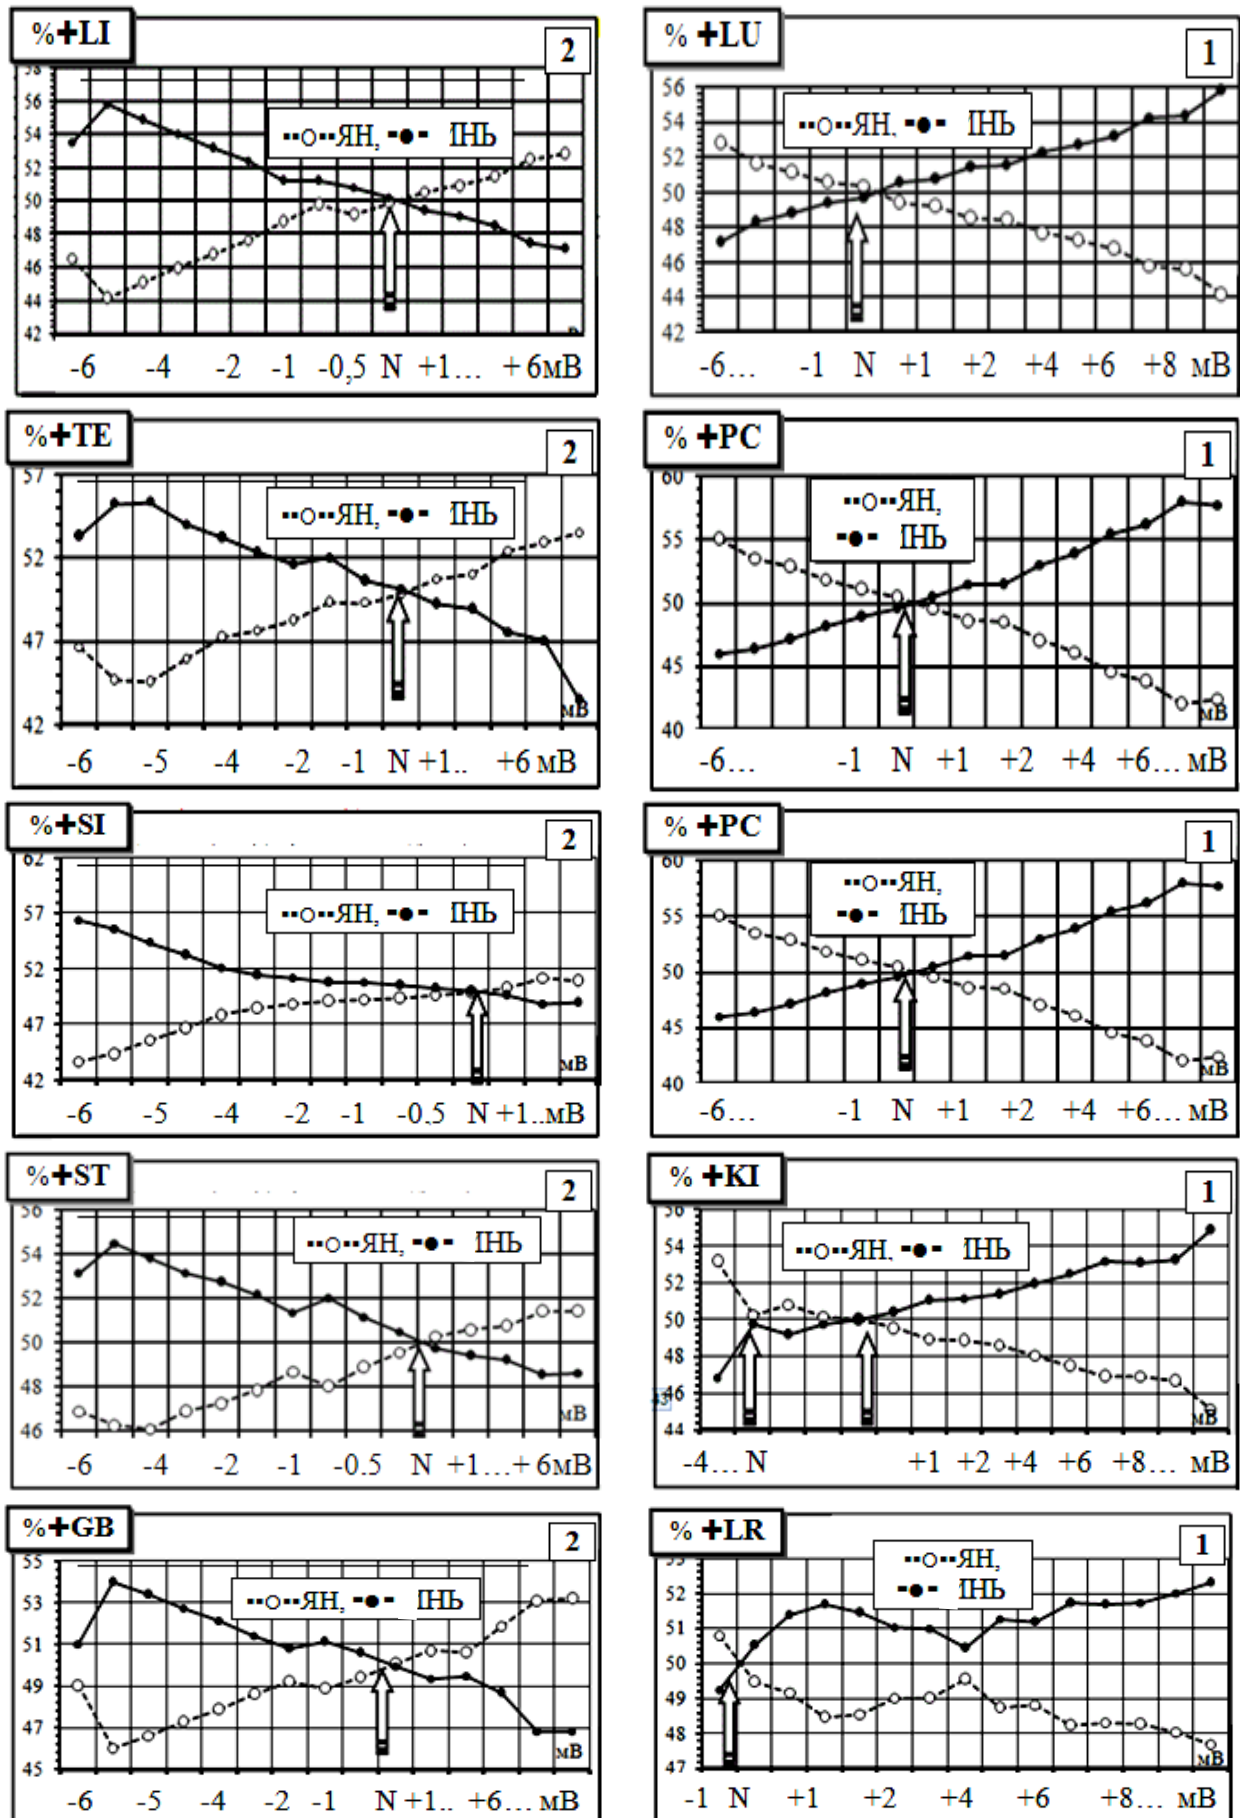 %+LI
2
58
56
54
52
50
48
46
44
42
ЯН, ІНЬ
-6 -4 -2 -1 -0,5 N +1… +6мВ
% +LU
1
56
54
52
50
48
46
44
42
ЯН, ІНЬ
-6… -1 N +1 +2 +4 +6 +8 мВ
%+TE
2
57
52
47
42
ЯН, ІНЬ
мВ
-6 -5 -4 -2 -1 N +1.. +6 мВ
% +PC
1
60
55
50
45
40
ЯН,
ІНЬ
мВ
-6… -1 N +1 +2 +4 +6… мВ
%+SI
2
62
57
52
47
42
ЯН, ІНЬ
мВ
-6 -5 -4 -2 -1 -0.5 N +1..мВ
% +PC
1
60
55
50
45
40
ЯН,
ІНЬ
мВ
-6… -1 N +1 +2 +4 +6… мВ
%+ST
2
56
54
52
50
48
46
ЯН, ІНЬ
мВ
-6 -4 -2 -1 -0.5 N +1…+ 6мВ
% +KI
1
56
54
52
50
48
46
44
ЯН, ІНЬ
мВ
-4… N +1 +2 +4 +6 +8… мВ
%+GB
2
55
53
51
49
47
45
ЯН, ІНЬ
мВ
-6 -5 -4 -2 -1 N +1.. +6… мВ
% +LR
1
53
52
51
50
49
48
47
ЯН,
ІНЬ
мВ
-1 N +1 +2 +4 +6 +8… мВ